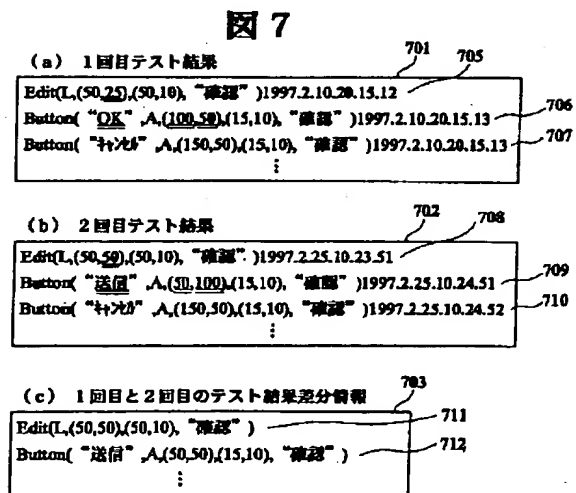 図 7
(a) 1回目テスト結果
701
Edit(L,(50,25),(50,10), “確認” )1997.2.10.20.15.12
705
Button( “OK” ,A,(100,50),(15,10), “確認” )1997.2.10.20.15.13
706
Button( “ｷｬﾝｾﾙ” ,A,(150,50),(15,10), “確認” )1997.2.10.20.15.13
707
⋮
(b) 2回目テスト結果
702
Edit(L,(50,50),(50,10), “確認” )1997.2.25.10.23.51
708
Button( “送信” ,A,(50,100),(15,10), “確認” )1997.2.25.10.24.51
709
Button( “ｷｬﾝｾﾙ” ,A,(150,50),(15,10), “確認” )1997.2.25.10.24.52
710
⋮
(c) 1回目と2回目のテスト結果差分情報
703
Edit(L,(50,50),(50,10), “確認” )
711
Button( “送信” ,A,(50,50),(15,10), “確認” )
712
⋮